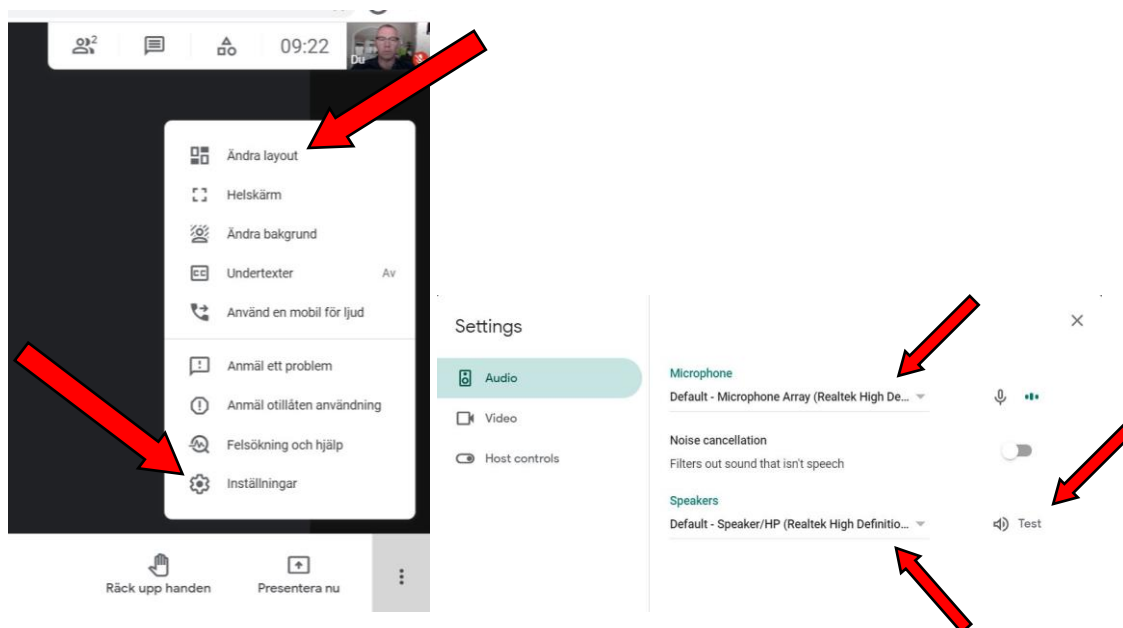 2
09:22
Du
Ändra layout
Helskärm
Ändra bakgrund
CC
Undertexter Av
Använd en mobil för ljud
Anmäl ett problem
Anmäl otillåten användning
Felsökning och hjälp
Inställningar
Räck upp handen Presentera nu
Settings
Audio
Video
Host controls
Microphone
Default - Microphone Array (Realtek High De...
Noise cancellation
Filters out sound that isn't speech
Speakers
Default - Speaker/HP (Realtek High Definitio...
Test